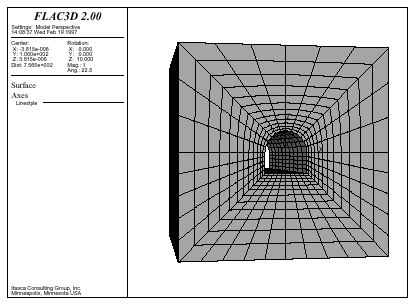 FLAC3D 2.00
Settings: Model Perspective
14:08:37 Wed Feb 19 1997
Center: Rotation:
X: -3.815e-006 X: 0.000
Y: 1.000e+002 Y: 0.000
Z: 3.815e-006 Z: 10.000
Dist: 7.565e+002 Mag.: 1
Ang.: 22.5
Surface
Axes
Linestyle
Itasca Consulting Group, Inc.
Minneapolis, Minnesota USA